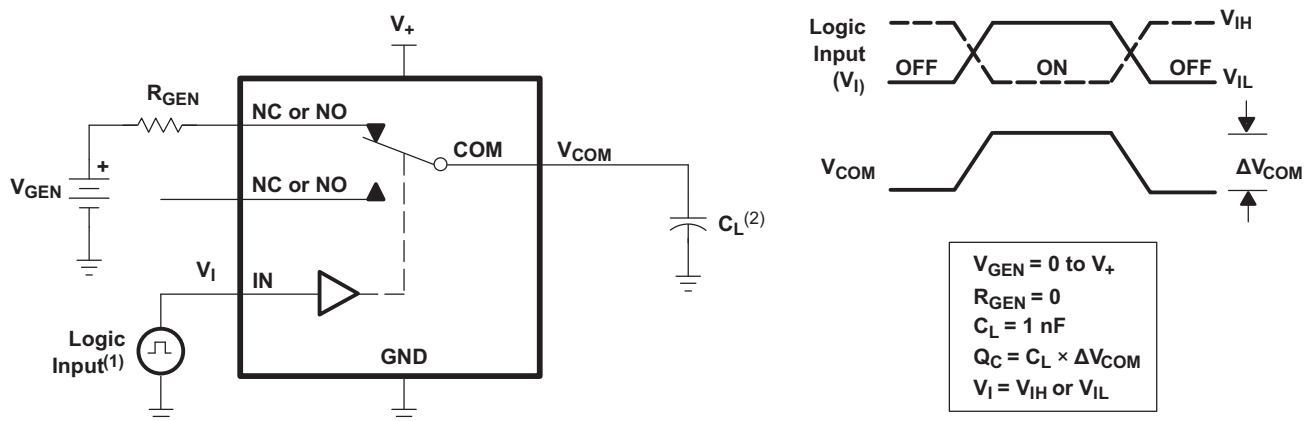 V+
RGEN
NC or NO
COM
VCOM
+
VGEN
NC or NO
CL(2)
VI
IN
Logic
Input(1)
GND
Logic
Input
(VI)
OFF
ON
OFF
VIH
VIL
VCOM
ΔVCOM
VGEN = 0 to V+
RGEN = 0
CL = 1 nF
QC = CL × ΔVCOM
VI = VIH or VIL